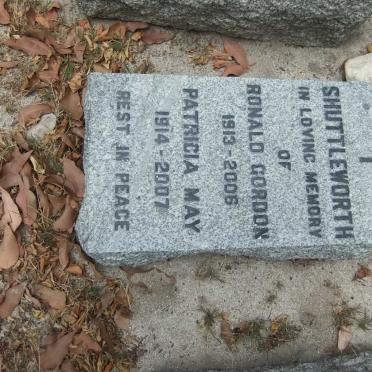 SHUTTLEWORTH
IN LOVING MEMORY
OF
RONALD GORDON
1913-2006
PATRICIA MAY
1914-2007
REST IN PEACE